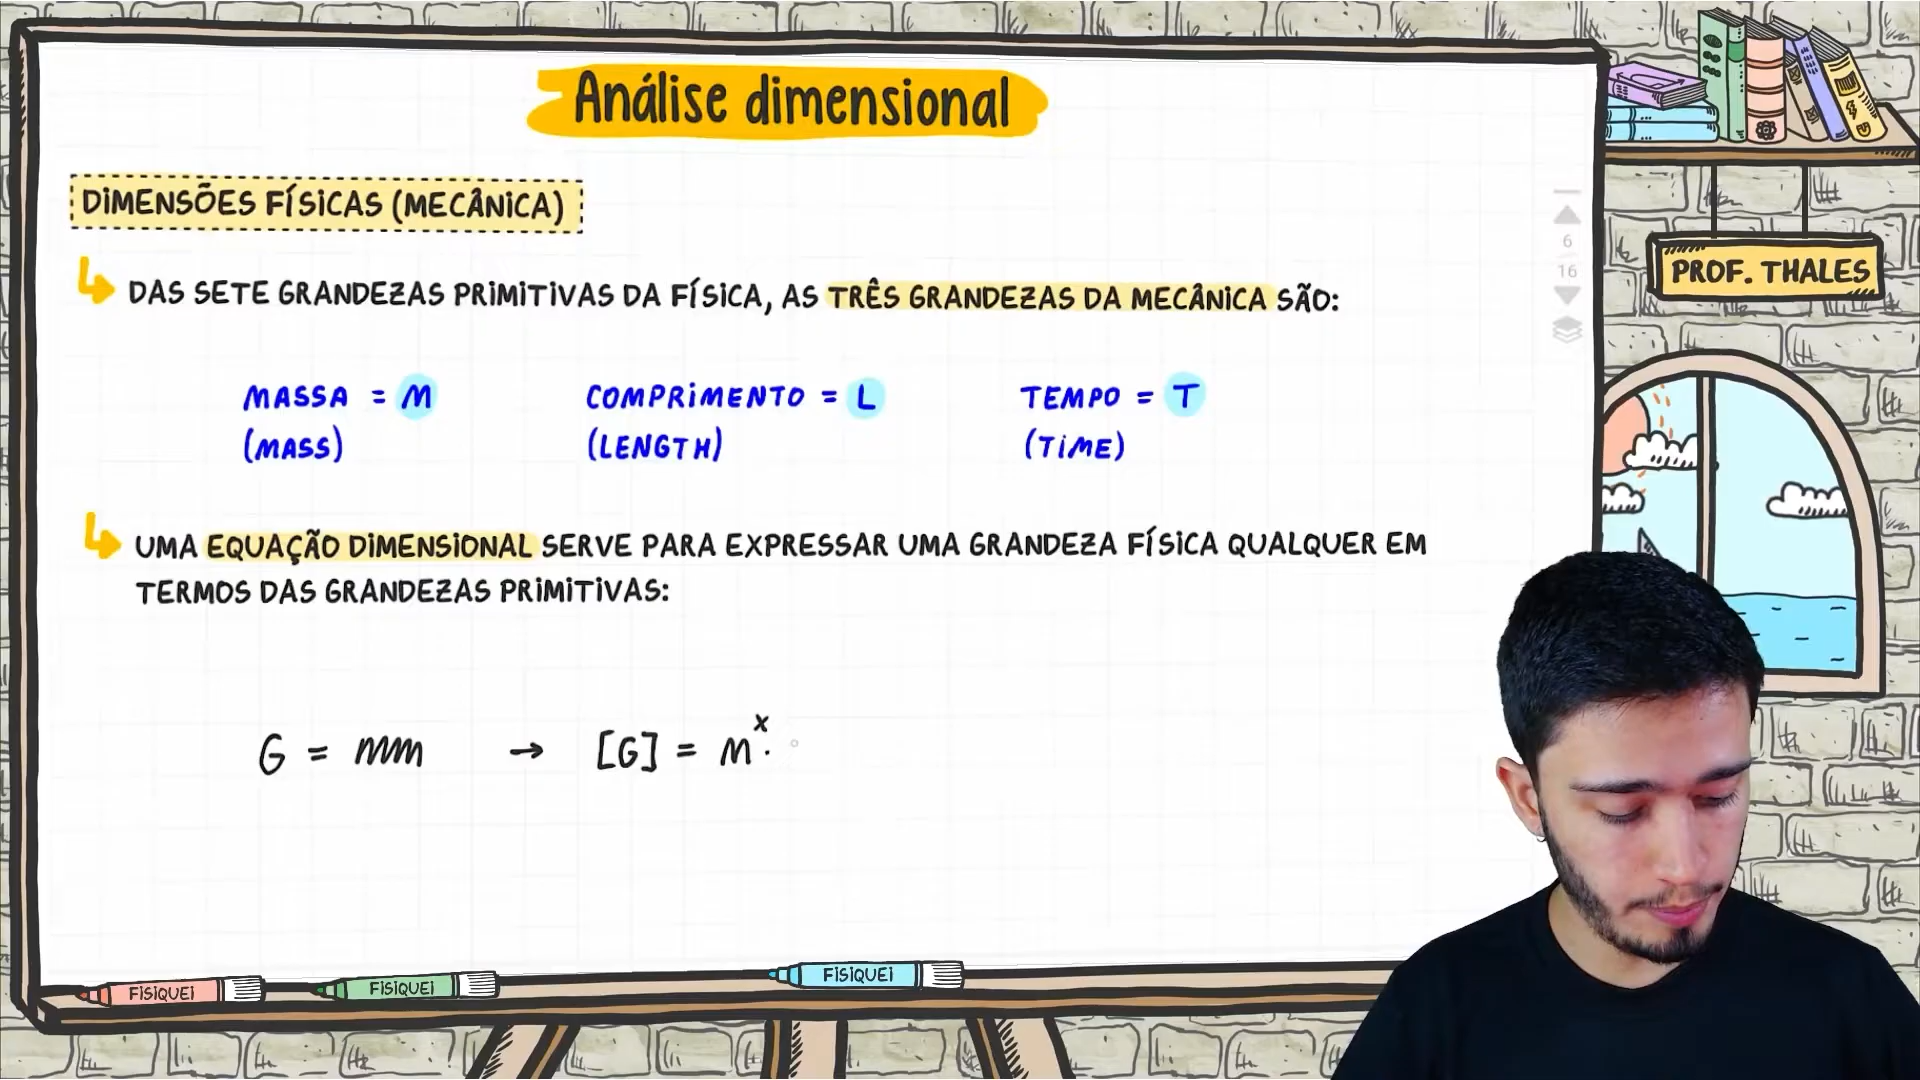 Análise dimensional
DIMENSÕES FÍSICAS (MECÂNICA)
DAS SETE GRANDEZAS PRIMITIVAS DA FÍSICA, AS TRÊS GRANDEZAS DA MECÂNICA SÃO:
MASSA = M COMPRIMENTO = L TEMPO = T
(MASS) (LENGTH) (TIME)
UMA EQUAÇÃO DIMENSIONAL SERVE PARA EXPRESSAR UMA GRANDEZA FÍSICA QUALQUER EM
TERMOS DAS GRANDEZAS PRIMITIVAS:
G = mm → [G] = M^x ·
6
16
PROF. THALES
FISIQUEI FISIQUEI FISIQUEI